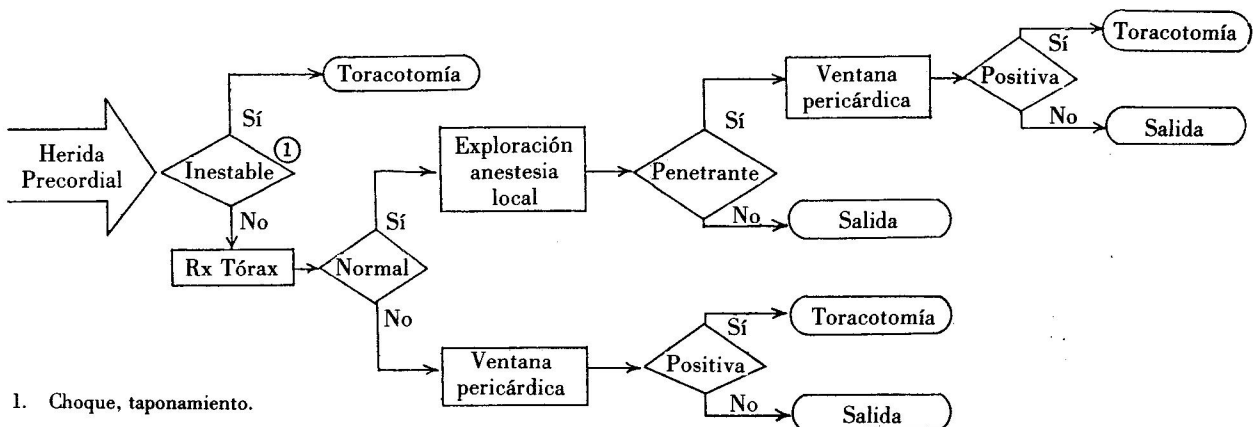 Herida
Precordial
Inestable
1
Sí
Toracotomía
No
Rx Tórax
Normal
Sí
Exploración
anestesia
local
Penetrante
Sí
Ventana
pericárdica
Positiva
Sí
Toracotomía
No
Salida
No
Salida
No
Ventana
pericárdica
Positiva
Sí
Toracotomía
No
Salida
1. Choque, taponamiento.